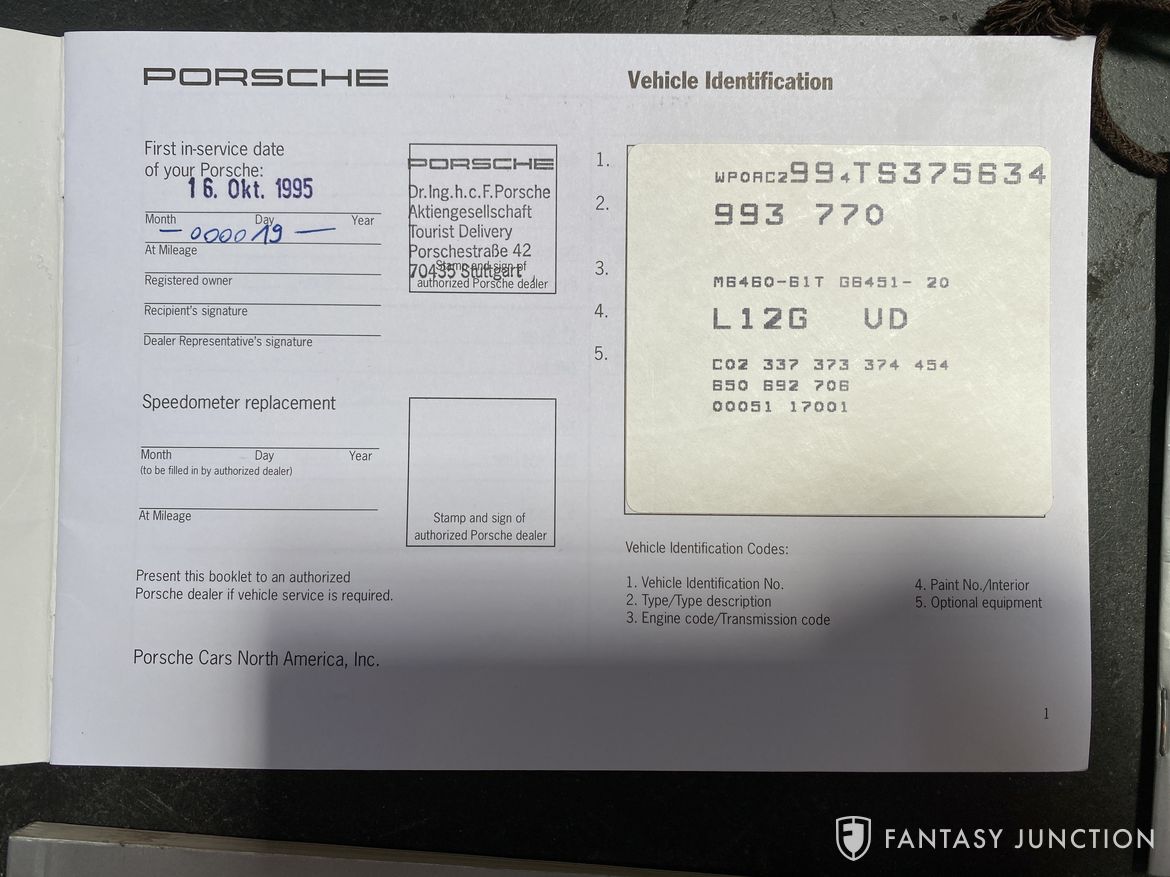 PORSCHE
First in-service date
of your Porsche:
16. Okt. 1995
Month Day Year
— 000019 —
At Mileage
Registered owner
Recipient's signature
Dealer Representative's signature
PORSCHE
Dr.Ing.h.c.F.Porsche
Aktiengesellschaft
Tourist Delivery
Porschestraße 42
70435 Stuttgart
Stamp and sign of
authorized Porsche dealer
Speedometer replacement
Month Day Year
(to be filled in by authorized dealer)
At Mileage
Stamp and sign of
authorized Porsche dealer
Present this booklet to an authorized
Porsche dealer if vehicle service is required.
Porsche Cars North America, Inc.
Vehicle Identification
1. WP0AC2994TS375634
2. 993 770
3. M6460-61T G6451- 20
4. L12G VD
5. C02 337 373 374 454
650 692 706
00051 17001
Vehicle Identification Codes:
1. Vehicle Identification No.
2. Type/Type description
3. Engine code/Transmission code
4. Paint No./Interior
5. Optional equipment
1
FANTASY JUNCTION